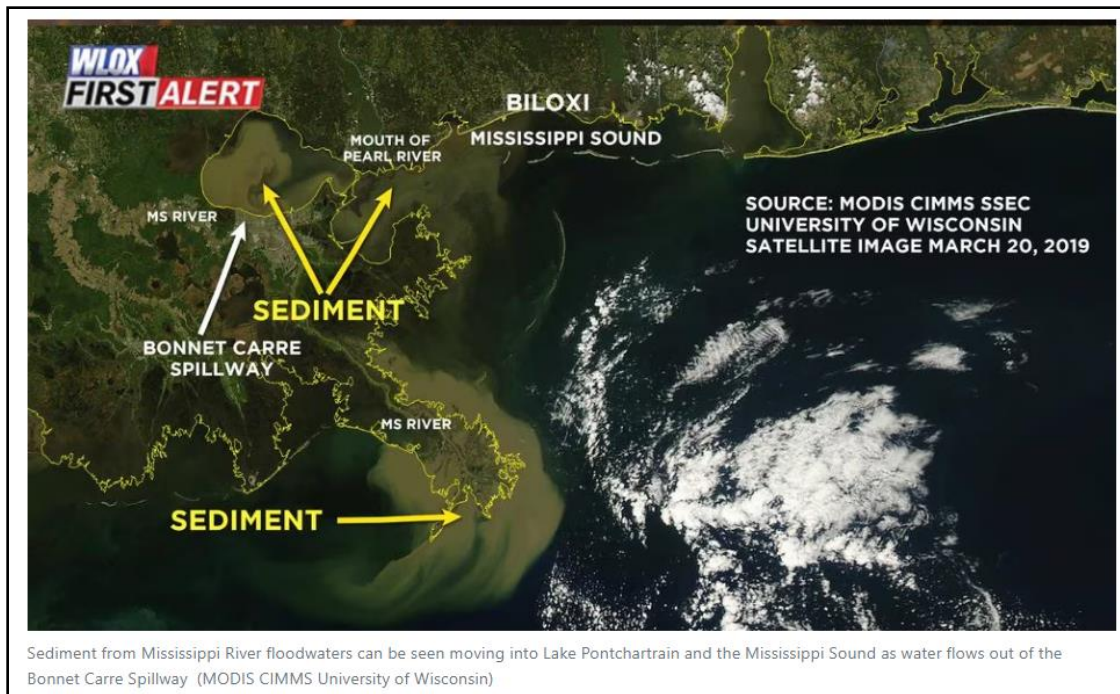 WLOX
FIRST ALERT
BILOXI
MISSISSIPPI SOUND
MOUTH OF
PEARL RIVER
MS RIVER
SOURCE: MODIS CIMMS SSEC
UNIVERSITY OF WISCONSIN
SATELLITE IMAGE MARCH 20, 2019
SEDIMENT
BONNET CARRE
SPILLWAY
MS RIVER
SEDIMENT
Sediment from Mississippi River floodwaters can be seen moving into Lake Pontchartrain and the Mississippi Sound as water flows out of the
Bonnet Carre Spillway (MODIS CIMMS University of Wisconsin)